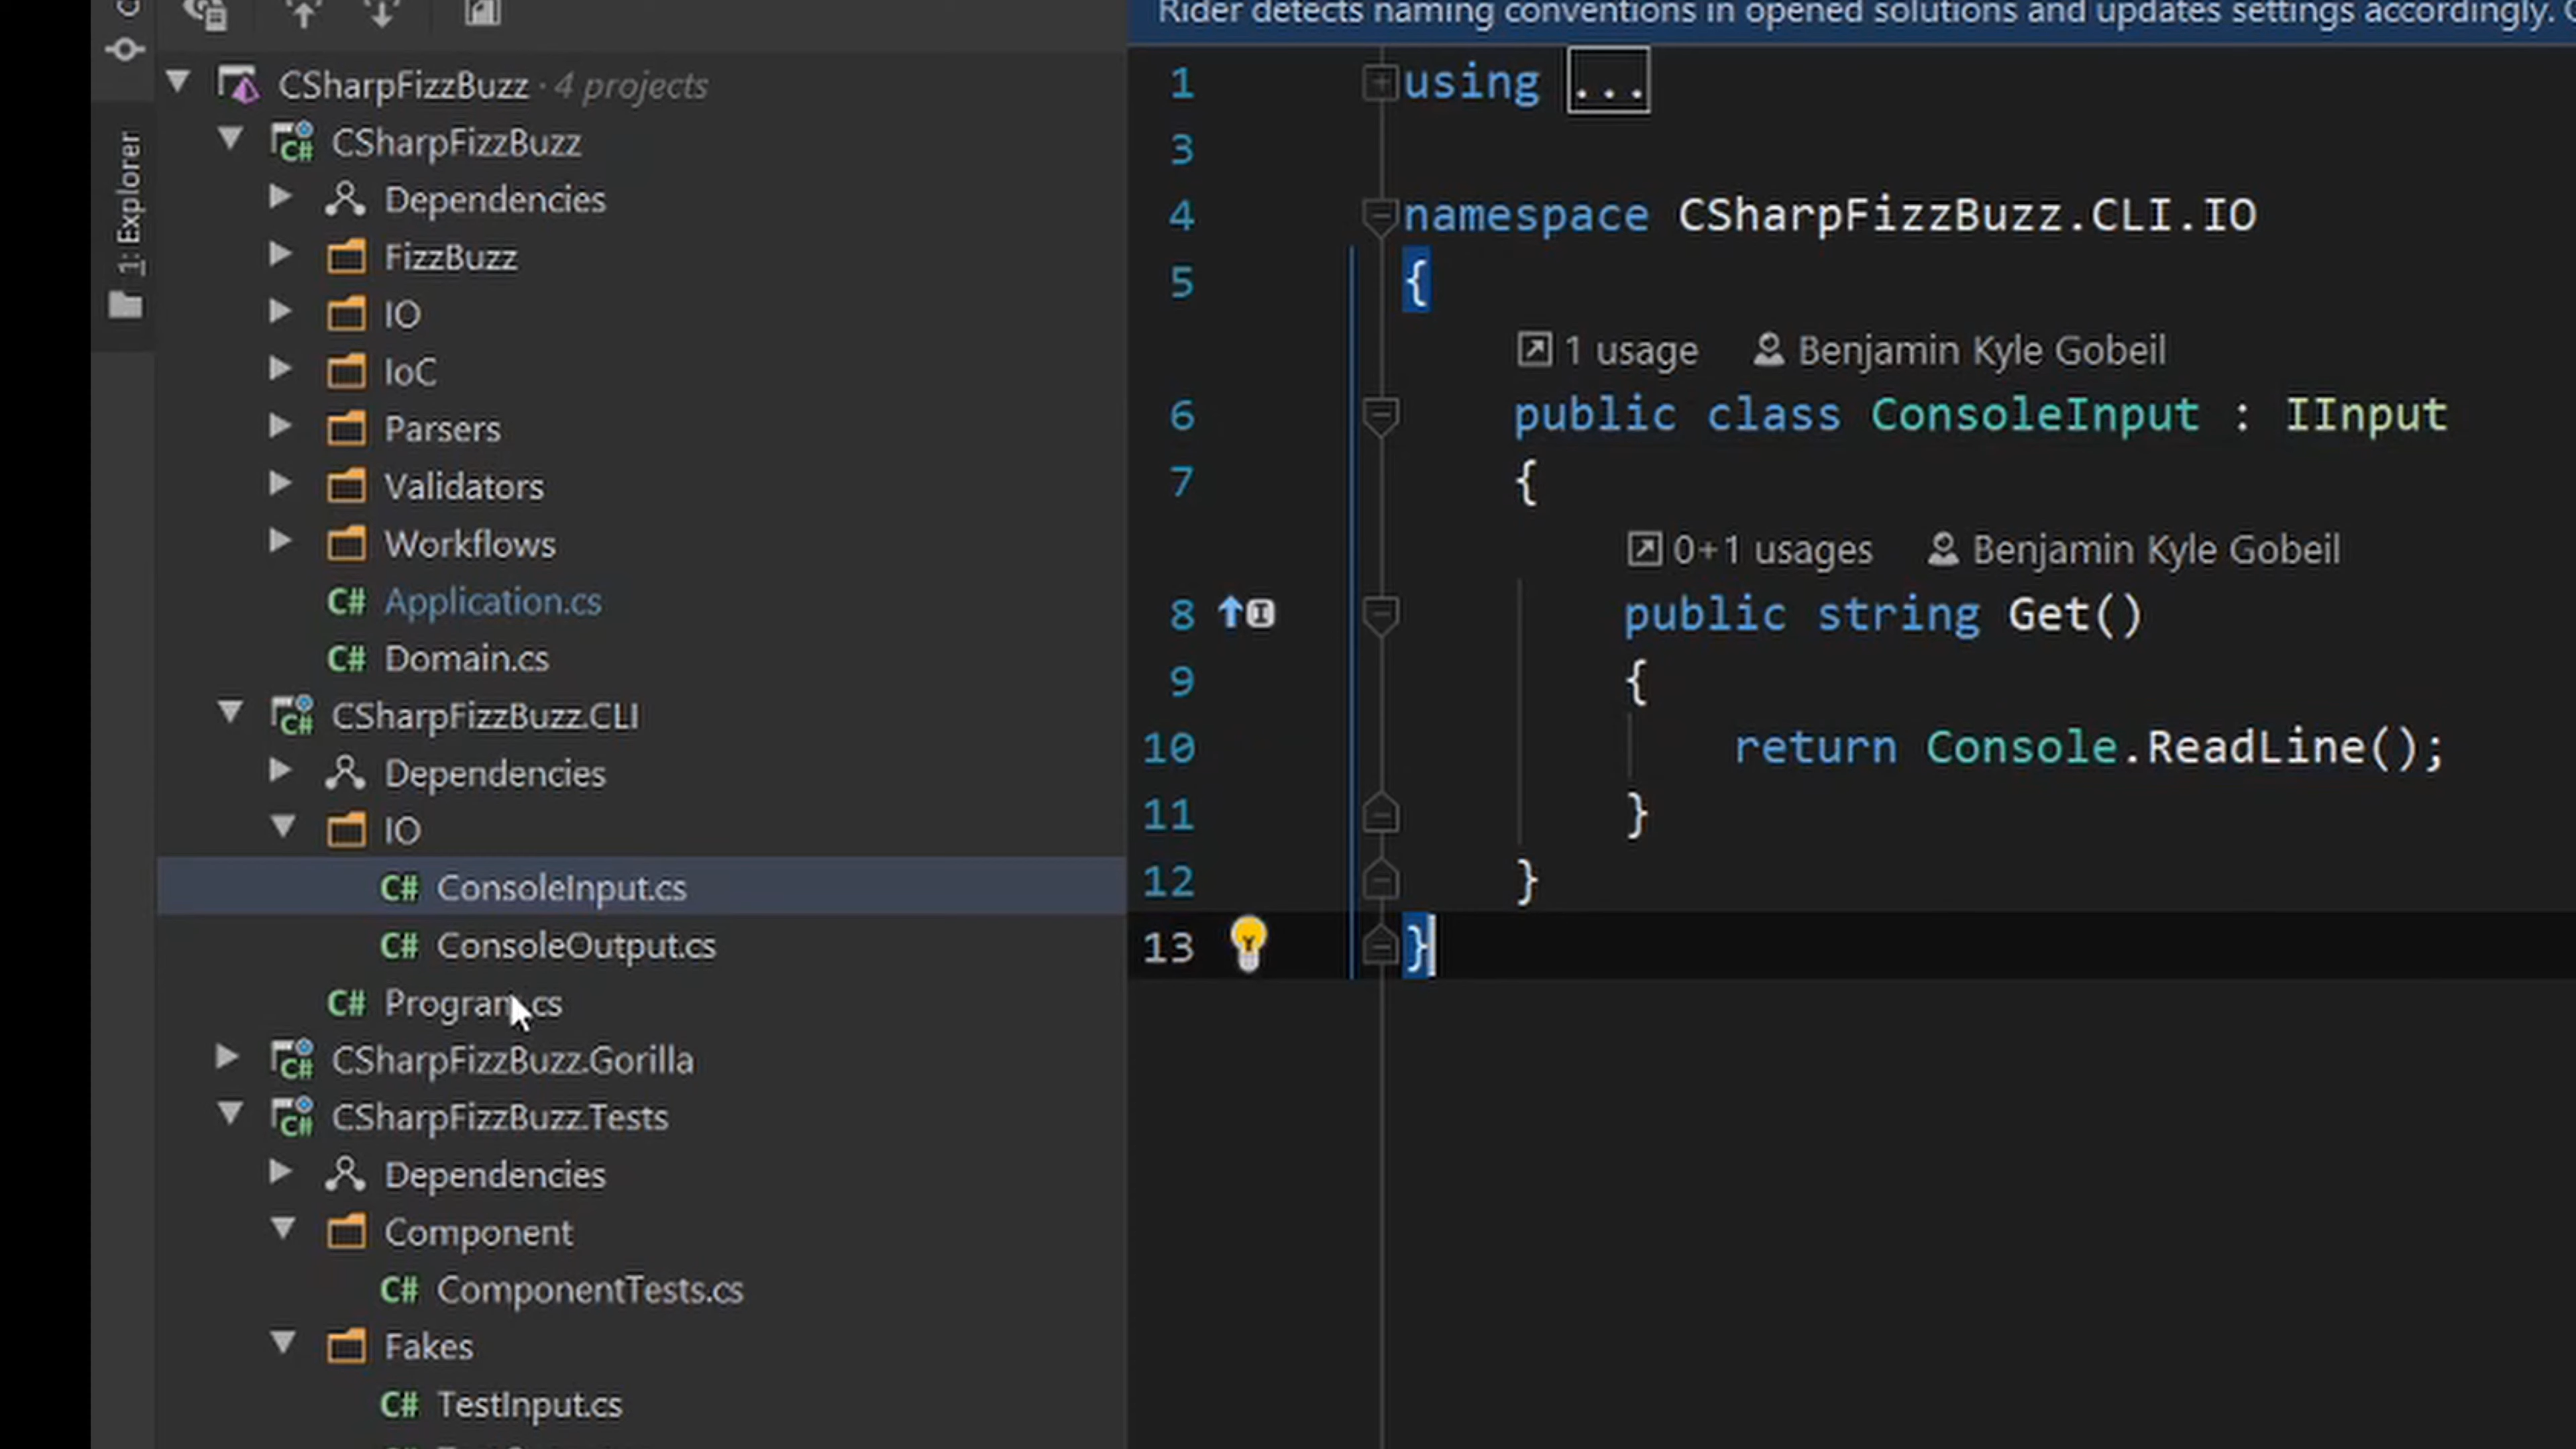 Rider detects naming conventions in opened solutions and updates settings accordingly.
1: Explorer
CSharpFizzBuzz · 4 projects
CSharpFizzBuzz
Dependencies
FizzBuzz
IO
IoC
Parsers
Validators
Workflows
C# Application.cs
C# Domain.cs
CSharpFizzBuzz.CLI
Dependencies
IO
C# ConsoleInput.cs
C# ConsoleOutput.cs
C# Program.cs
CSharpFizzBuzz.Gorilla
CSharpFizzBuzz.Tests
Dependencies
Component
C# ComponentTests.cs
Fakes
C# TestInput.cs
1 using ...
3
4 namespace CSharpFizzBuzz.CLI.IO
5 {
1 usage Benjamin Kyle Gobeil
6 public class ConsoleInput : IInput
7 {
0+1 usages Benjamin Kyle Gobeil
8 public string Get()
9 {
10 return Console.ReadLine();
11 }
12 }
13 }